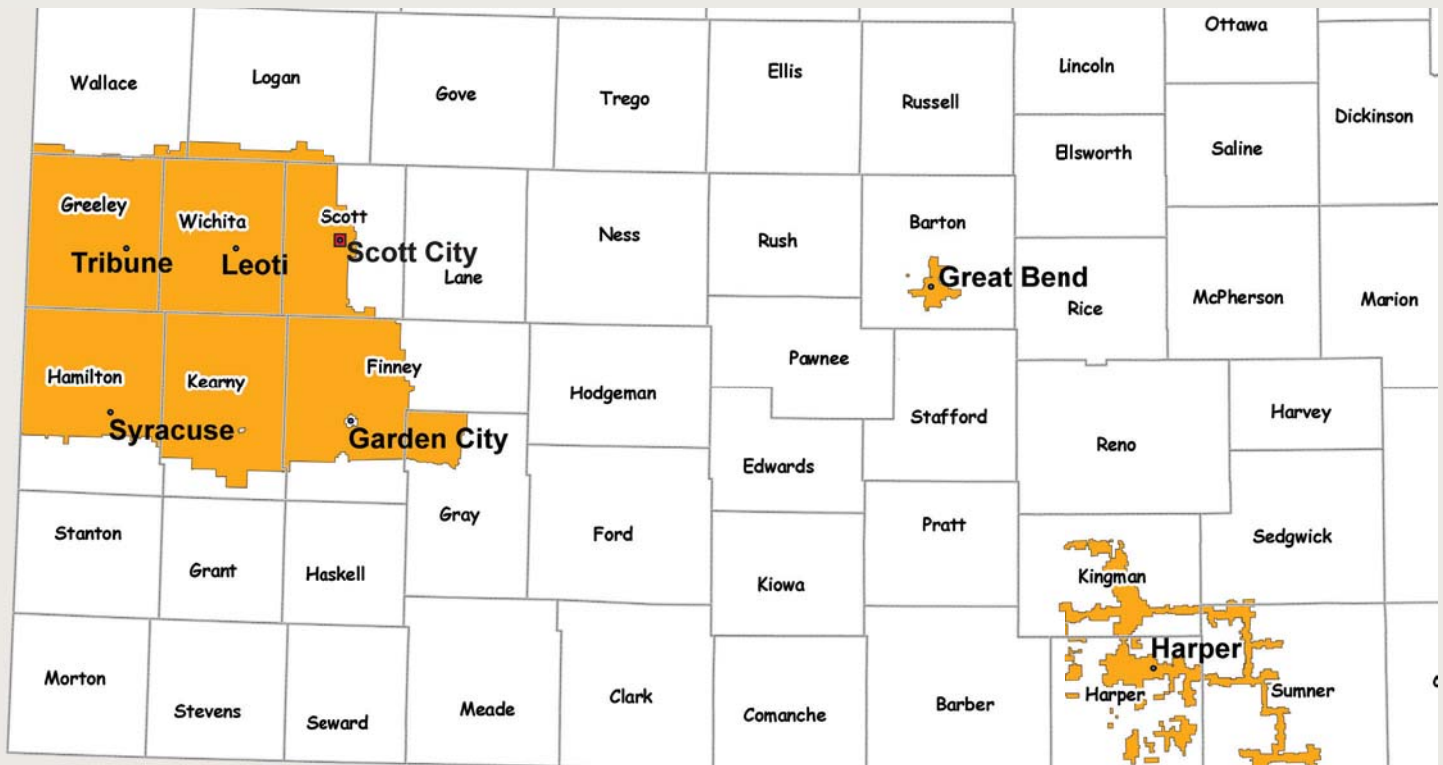 Ottawa
Wallace
Logan
Gove
Trego
Ellis
Russell
Lincoln
Dickinson
Ellsworth
Saline
Greeley
Wichita
Scott
Barton
Tribune
Leoti
Scott City
Lane
Ness
Rush
Great Bend
Rice
McPherson
Marion
Hamilton
Kearny
Finney
Hodgeman
Pawnee
Stafford
Harvey
Syracuse
Garden City
Edwards
Reno
Stanton
Grant
Haskell
Gray
Ford
Kiowa
Pratt
Kingman
Sedgwick
Morton
Stevens
Seward
Meade
Clark
Comanche
Barber
Harper
Harper
Sumner